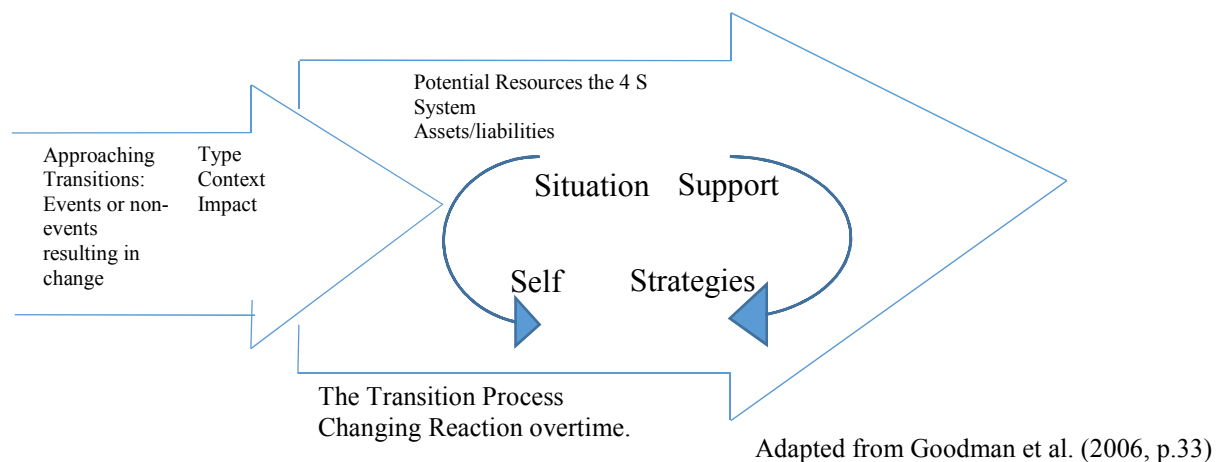 Approaching
Transitions:
Events or non-
events
resulting in
change
Type
Context
Impact
Potential Resources the 4 S
System
Assets/liabilities
Situation
Support
Self
Strategies
The Transition Process
Changing Reaction overtime.
Adapted from Goodman et al. (2006, p.33)